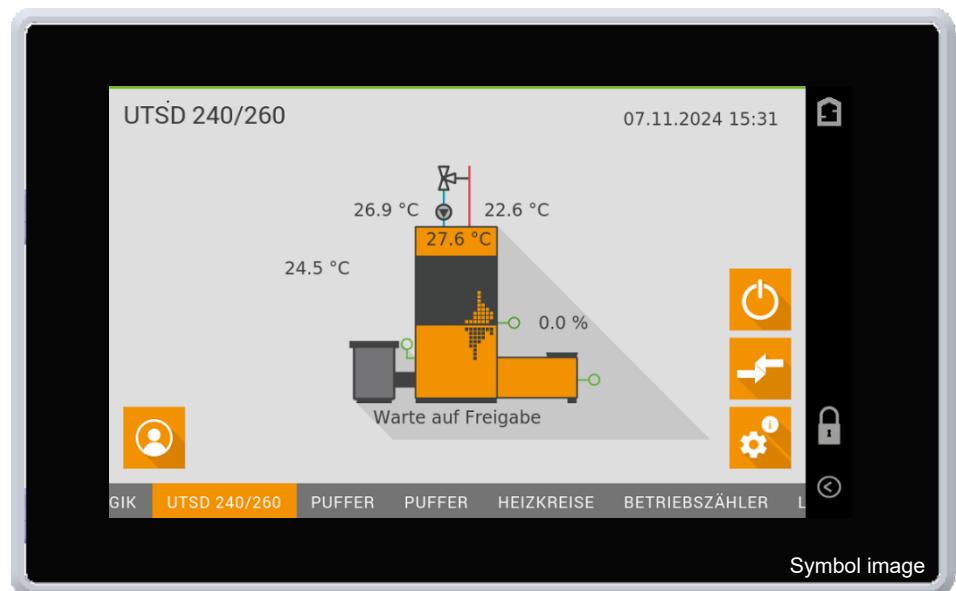 UTSD 240/260
07.11.2024 15:31
26.9 °C
22.6 °C
27.6 °C
24.5 °C
0.0 %
Warte auf Freigabe
GIK UTSD 240/260 PUFFER PUFFER HEIZKREISE BETRIEBSZÄHLER L
Symbol image